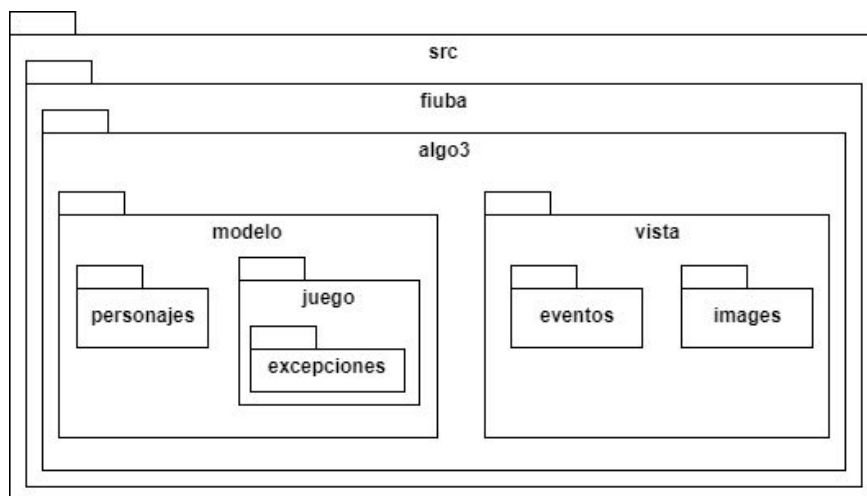 src
fiuba
algo3
modelo
vista
personajes
juego
excepciones
eventos
images